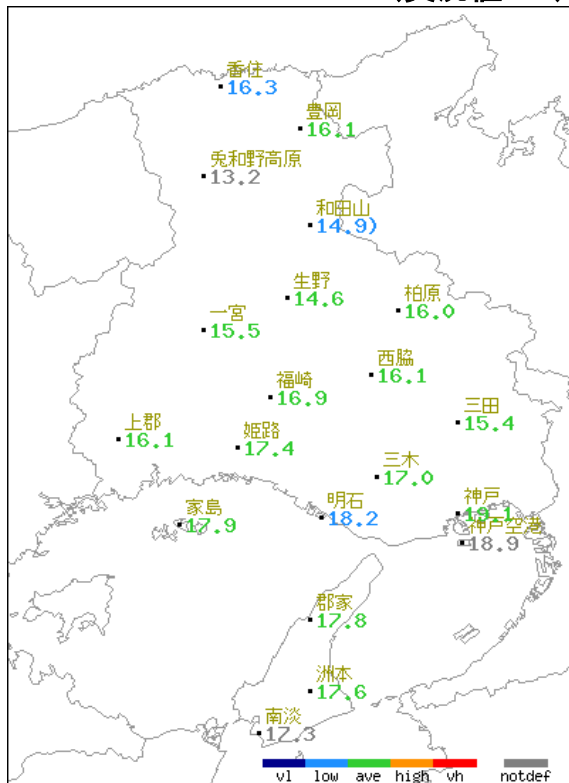 香住
16.3
豊岡
16.1
兎和野高原
13.2
和田山
14.9)
生野
14.6
柏原
16.0
一宮
15.5
西脇
16.1
福崎
16.9
三田
15.4
上郡
16.1
姫路
17.4
三木
17.0
家島
17.9
明石
18.2
神戸
19.1
神戸空港
18.9
郡家
17.8
洲本
17.6
南淡
17.3
vl low ave high vh notdef